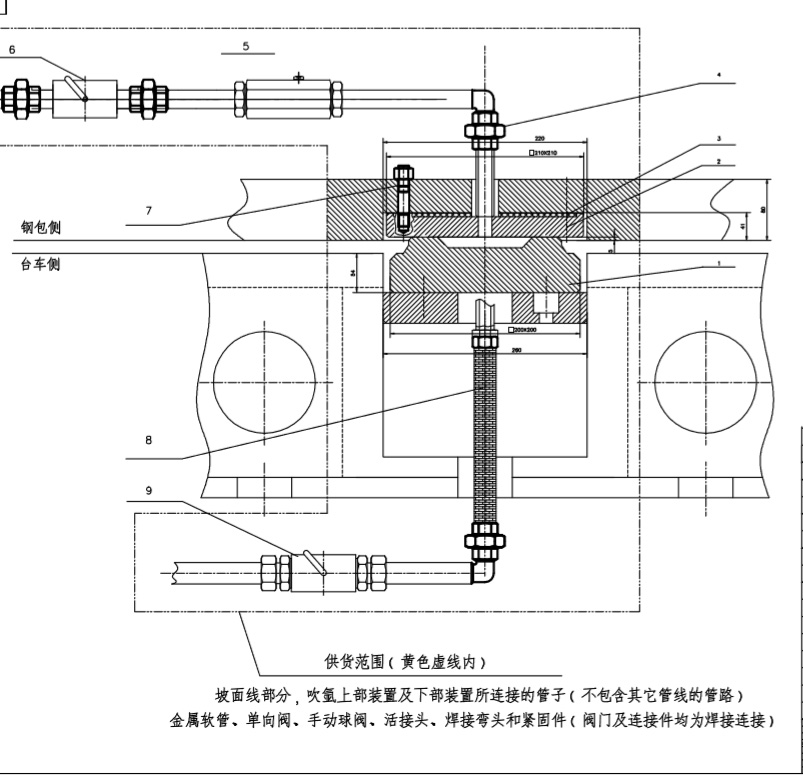 6
5
4
220
□210X210
3
2
7
钢包侧
台车侧
41
80
5
34
1
□200X200
260
8
9
供货范围(黄色虚线内)
坡面线部分,吹氩上部装置及下部装置所连接的管子(不包含其它管线的管路)
金属软管、单向阀、手动球阀、活接头、焊接弯头和紧固件(阀门及连接件均为焊接连接)